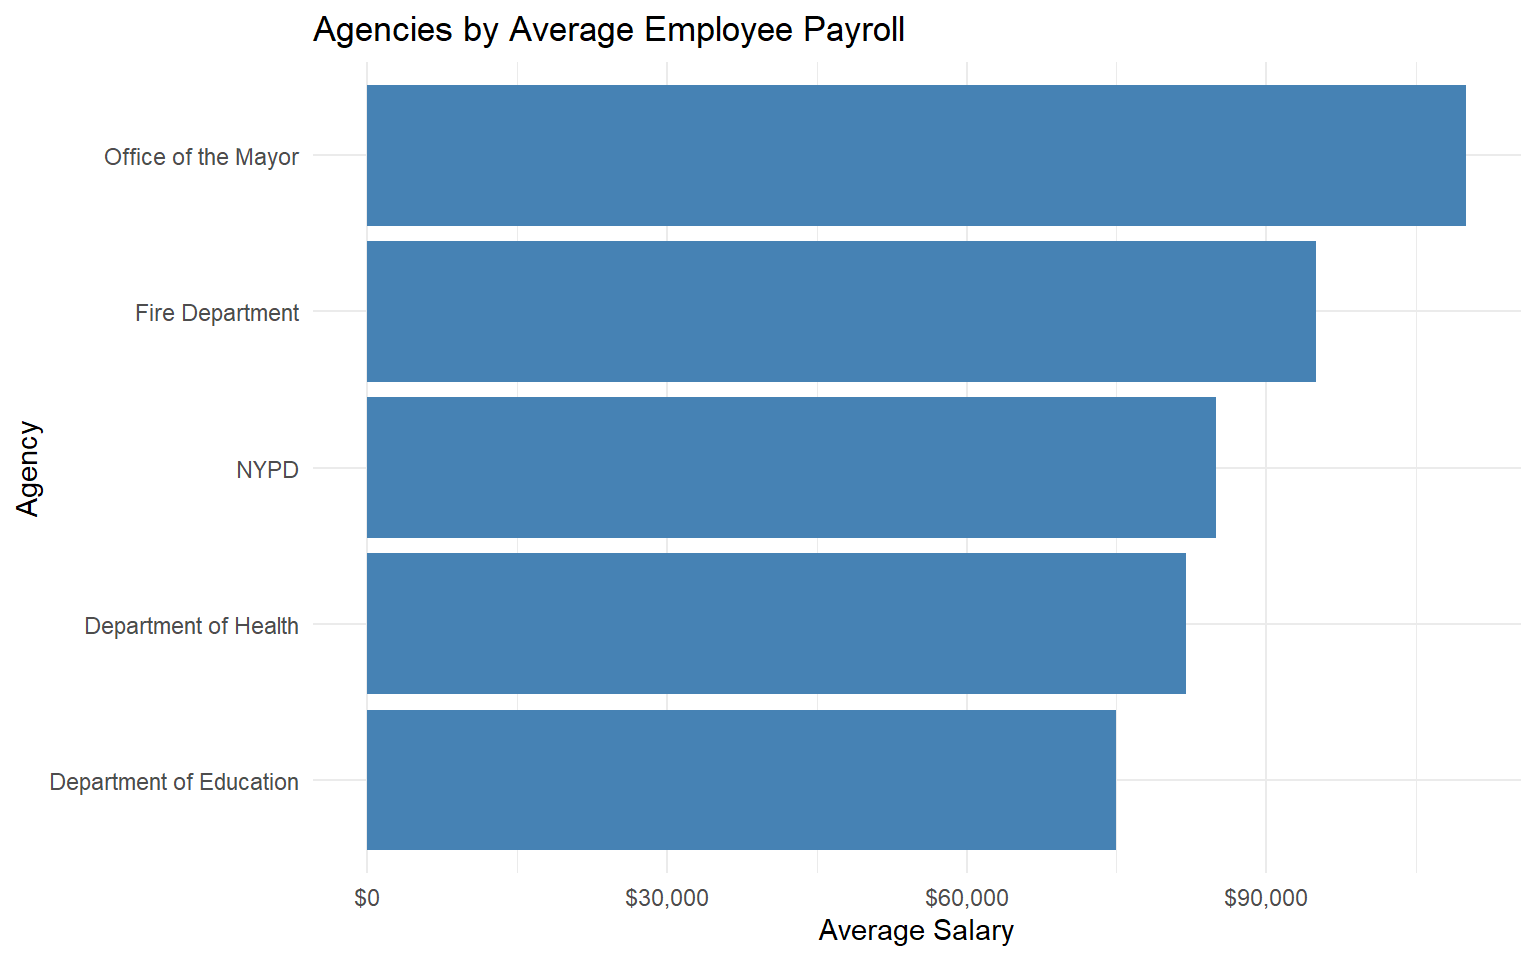 Agencies by Average Employee Payroll
Office of the Mayor
Fire Department
NYPD
Department of Health
Department of Education
Agency
$0 $30,000 $60,000 $90,000
Average Salary